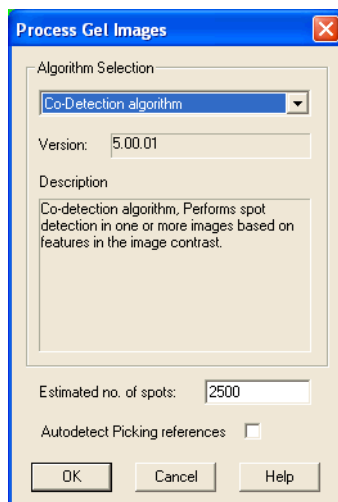 Process Gel Images
Algorithm Selection
Co-Detection algorithm
Version: 5.00.01
Description
Co-detection algorithm, Performs spot
detection in one or more images based on
features in the image contrast.
Estimated no. of spots: 2500
Autodetect Picking references
OK Cancel Help